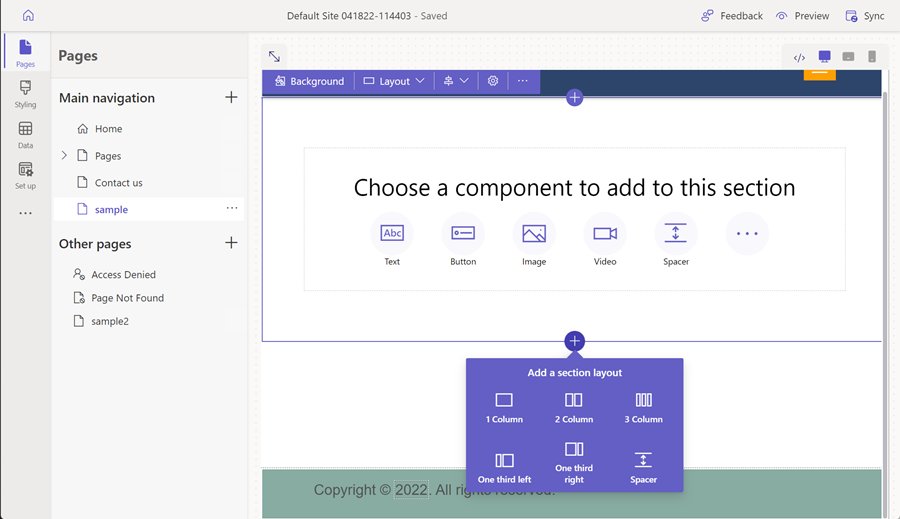 Default Site 041822-114403 - Saved
Feedback
Preview
Sync
Pages
Styling
Data
Set up
Pages
Main navigation
Home
Pages
Contact us
sample
Other pages
Access Denied
Page Not Found
sample2
Background
Layout
Choose a component to add to this section
Abc
Text
Button
Image
Video
Spacer
Add a section layout
1 Column
2 Column
3 Column
One third left
One third
right
Spacer
Copyright © 2022. All rights reserved.